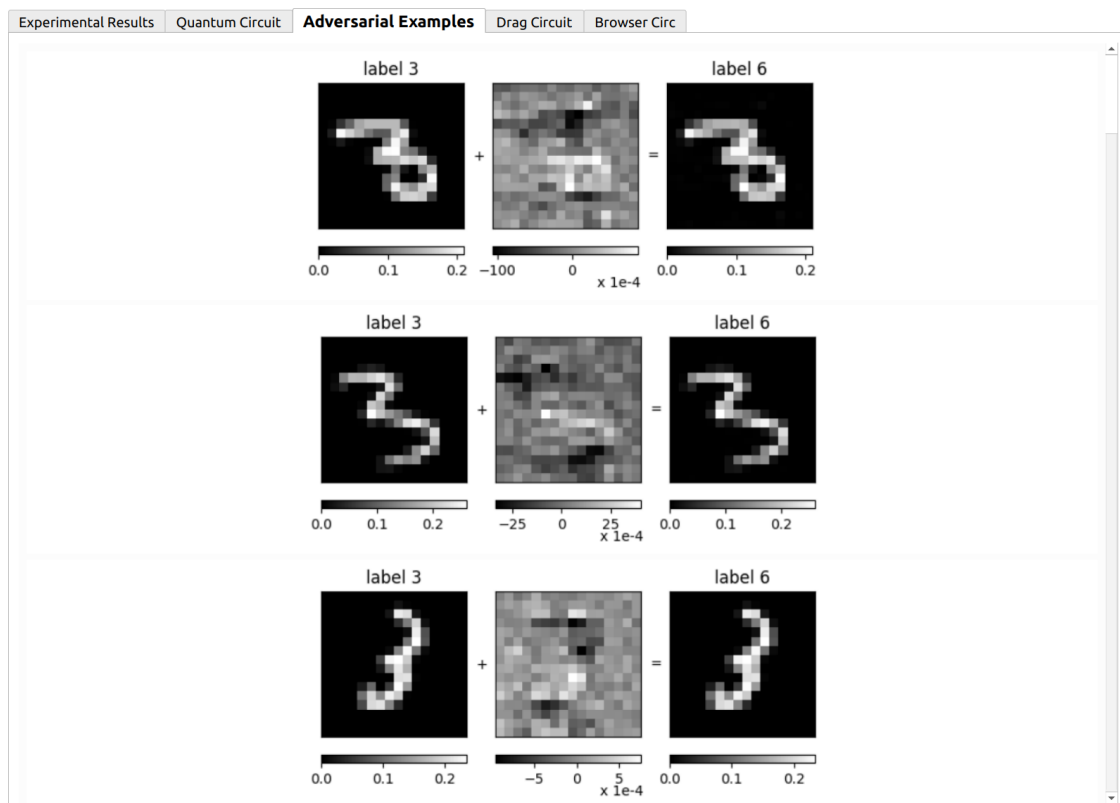 Experimental Results Quantum Circuit Adversarial Examples Drag Circuit Browser Circ
label 3 label 6
+ =
0.0 0.1 0.2 −100 0 0.0 0.1 0.2
x 1e-4
label 3 label 6
+ =
0.0 0.1 0.2 −25 0 25 0.0 0.1 0.2
x 1e-4
label 3 label 6
+ =
0.0 0.1 0.2 −5 0 5 0.0 0.1 0.2
x 1e-4